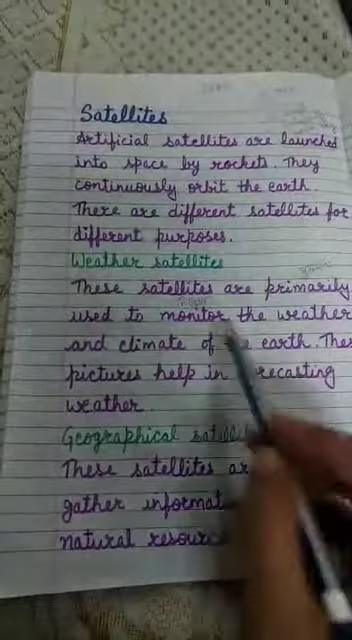 Satellites
Artificial satellites are launched
into space by rockets. They
continuously orbit the earth.
There are different satellites for
different purposes.
Weather satellites
These satellites are primarily
used to monitor the weather
and climate of the earth.
pictures help in recasting
weather.
Geographical
These satellites
gather
natural